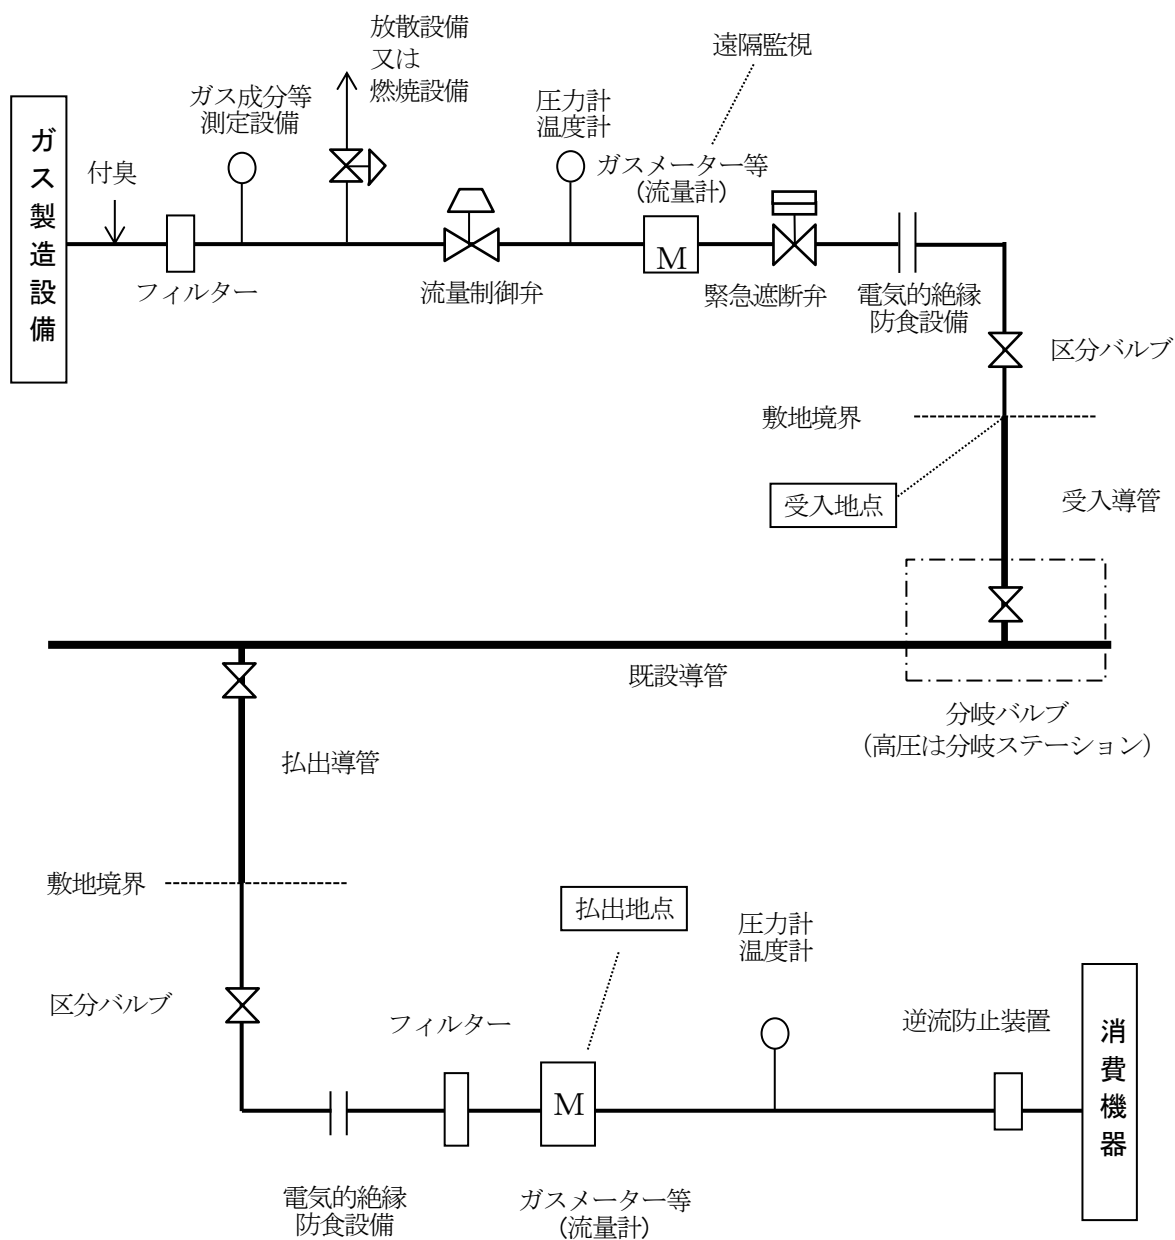 放散設備
又は
燃焼設備
遠隔監視
ガス成分等
測定設備
圧力計
温度計
ガス製造設備
付臭
ガスメーター等
(流量計)
M
フィルター
流量制御弁
緊急遮断弁
電気的絶縁
防食設備
区分バルブ
敷地境界
受入地点
受入導管
既設導管
分岐バルブ
(高圧は分岐ステーション)
払出導管
敷地境界
払出地点
圧力計
温度計
区分バルブ
フィルター
逆流防止装置
消費機器
M
電気的絶縁
防食設備
ガスメーター等
(流量計)